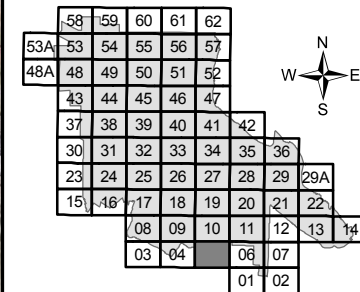 58 59 60 61 62
53A 53 54 55 56 57
N
48A 48 49 50 51 52
W E
S
43 44 45 46 47
37 38 39 40 41 42
30 31 32 33 34 35 36
23 24 25 26 27 28 29 29A
15 16 17 18 19 20 21 22
08 09 10 11 12 13 14
03 04 06 07
01 02